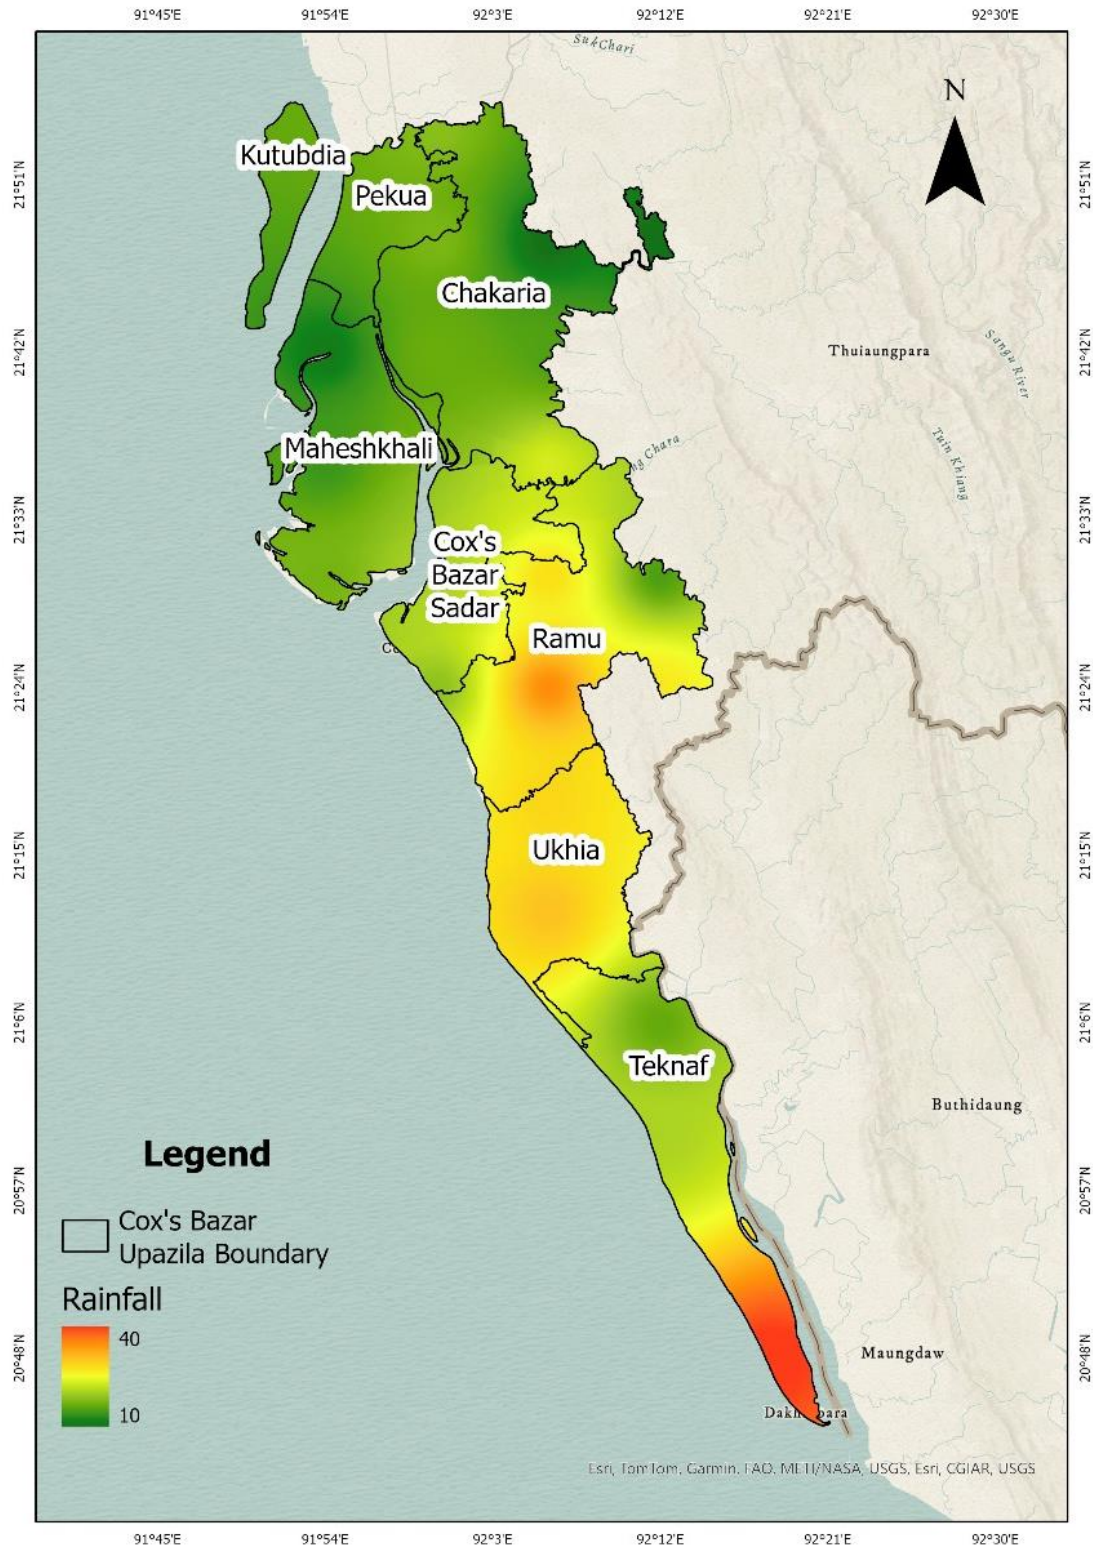 91°45'E 91°54'E 92°3'E 92°12'E 92°21'E 92°30'E
SukChari
N
Kutubdia
21°51'N 21°51'N
Pekua
Chakaria
Sangu River
21°42'N Thuiaungpara 21°42'N
Maheshkhali
Chara
Tuin Khiang
21°33'N 21°33'N
Cox's
Bazar
Sadar
Ramu
21°24'N 21°24'N
Ukhia
21°15'N 21°15'N
21°6'N 21°6'N
Teknaf
Buthidaung
Legend
20°57'N 20°57'N
Cox's Bazar
Upazila Boundary
Rainfall
40
20°48'N Maungdaw 20°48'N
10
Esri, TomTom, Garmin, FAO, METI/NASA, USGS, Esri, CGIAR, USGS
91°45'E 91°54'E 92°3'E 92°12'E 92°21'E 92°30'E